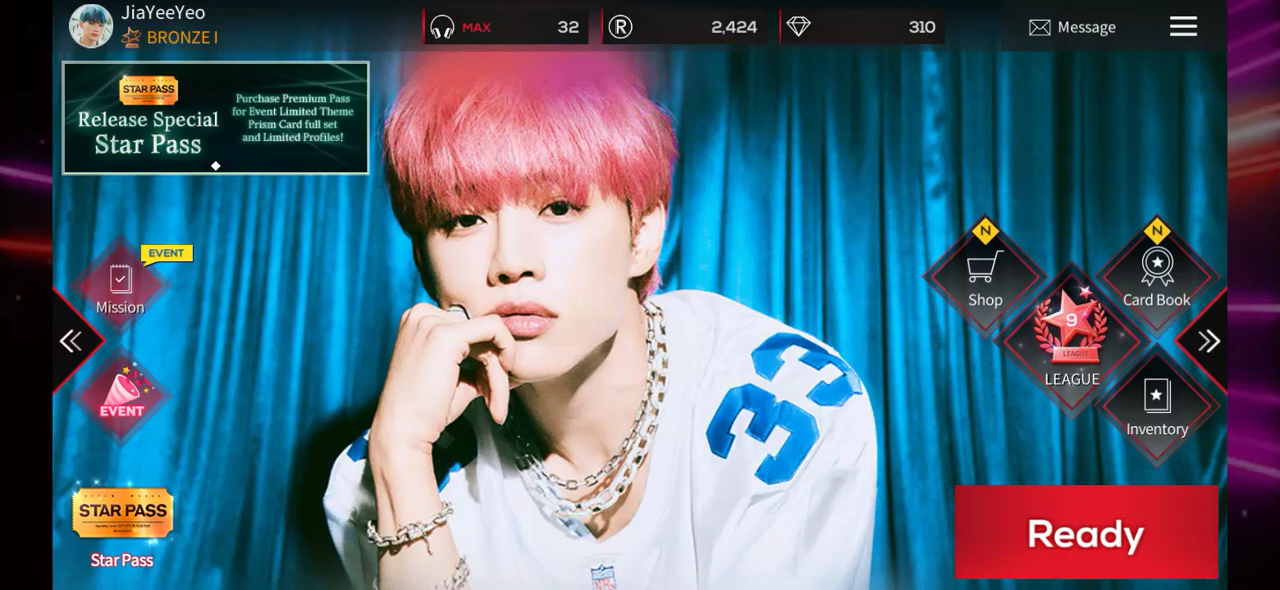 JiaYeeYeo
BRONZE I
MAX 32
R 2,424
310
Message
STAR PASS
Release Special
Star Pass
Purchase Premium Pass
for Event Limited Theme
Prism Card full set
and Limited Profiles!
EVENT
Mission
EVENT
STAR PASS
Star Pass
33
NFL
N
Shop
N
Card Book
9
LEAGUE
LEAGUE
Inventory
Ready